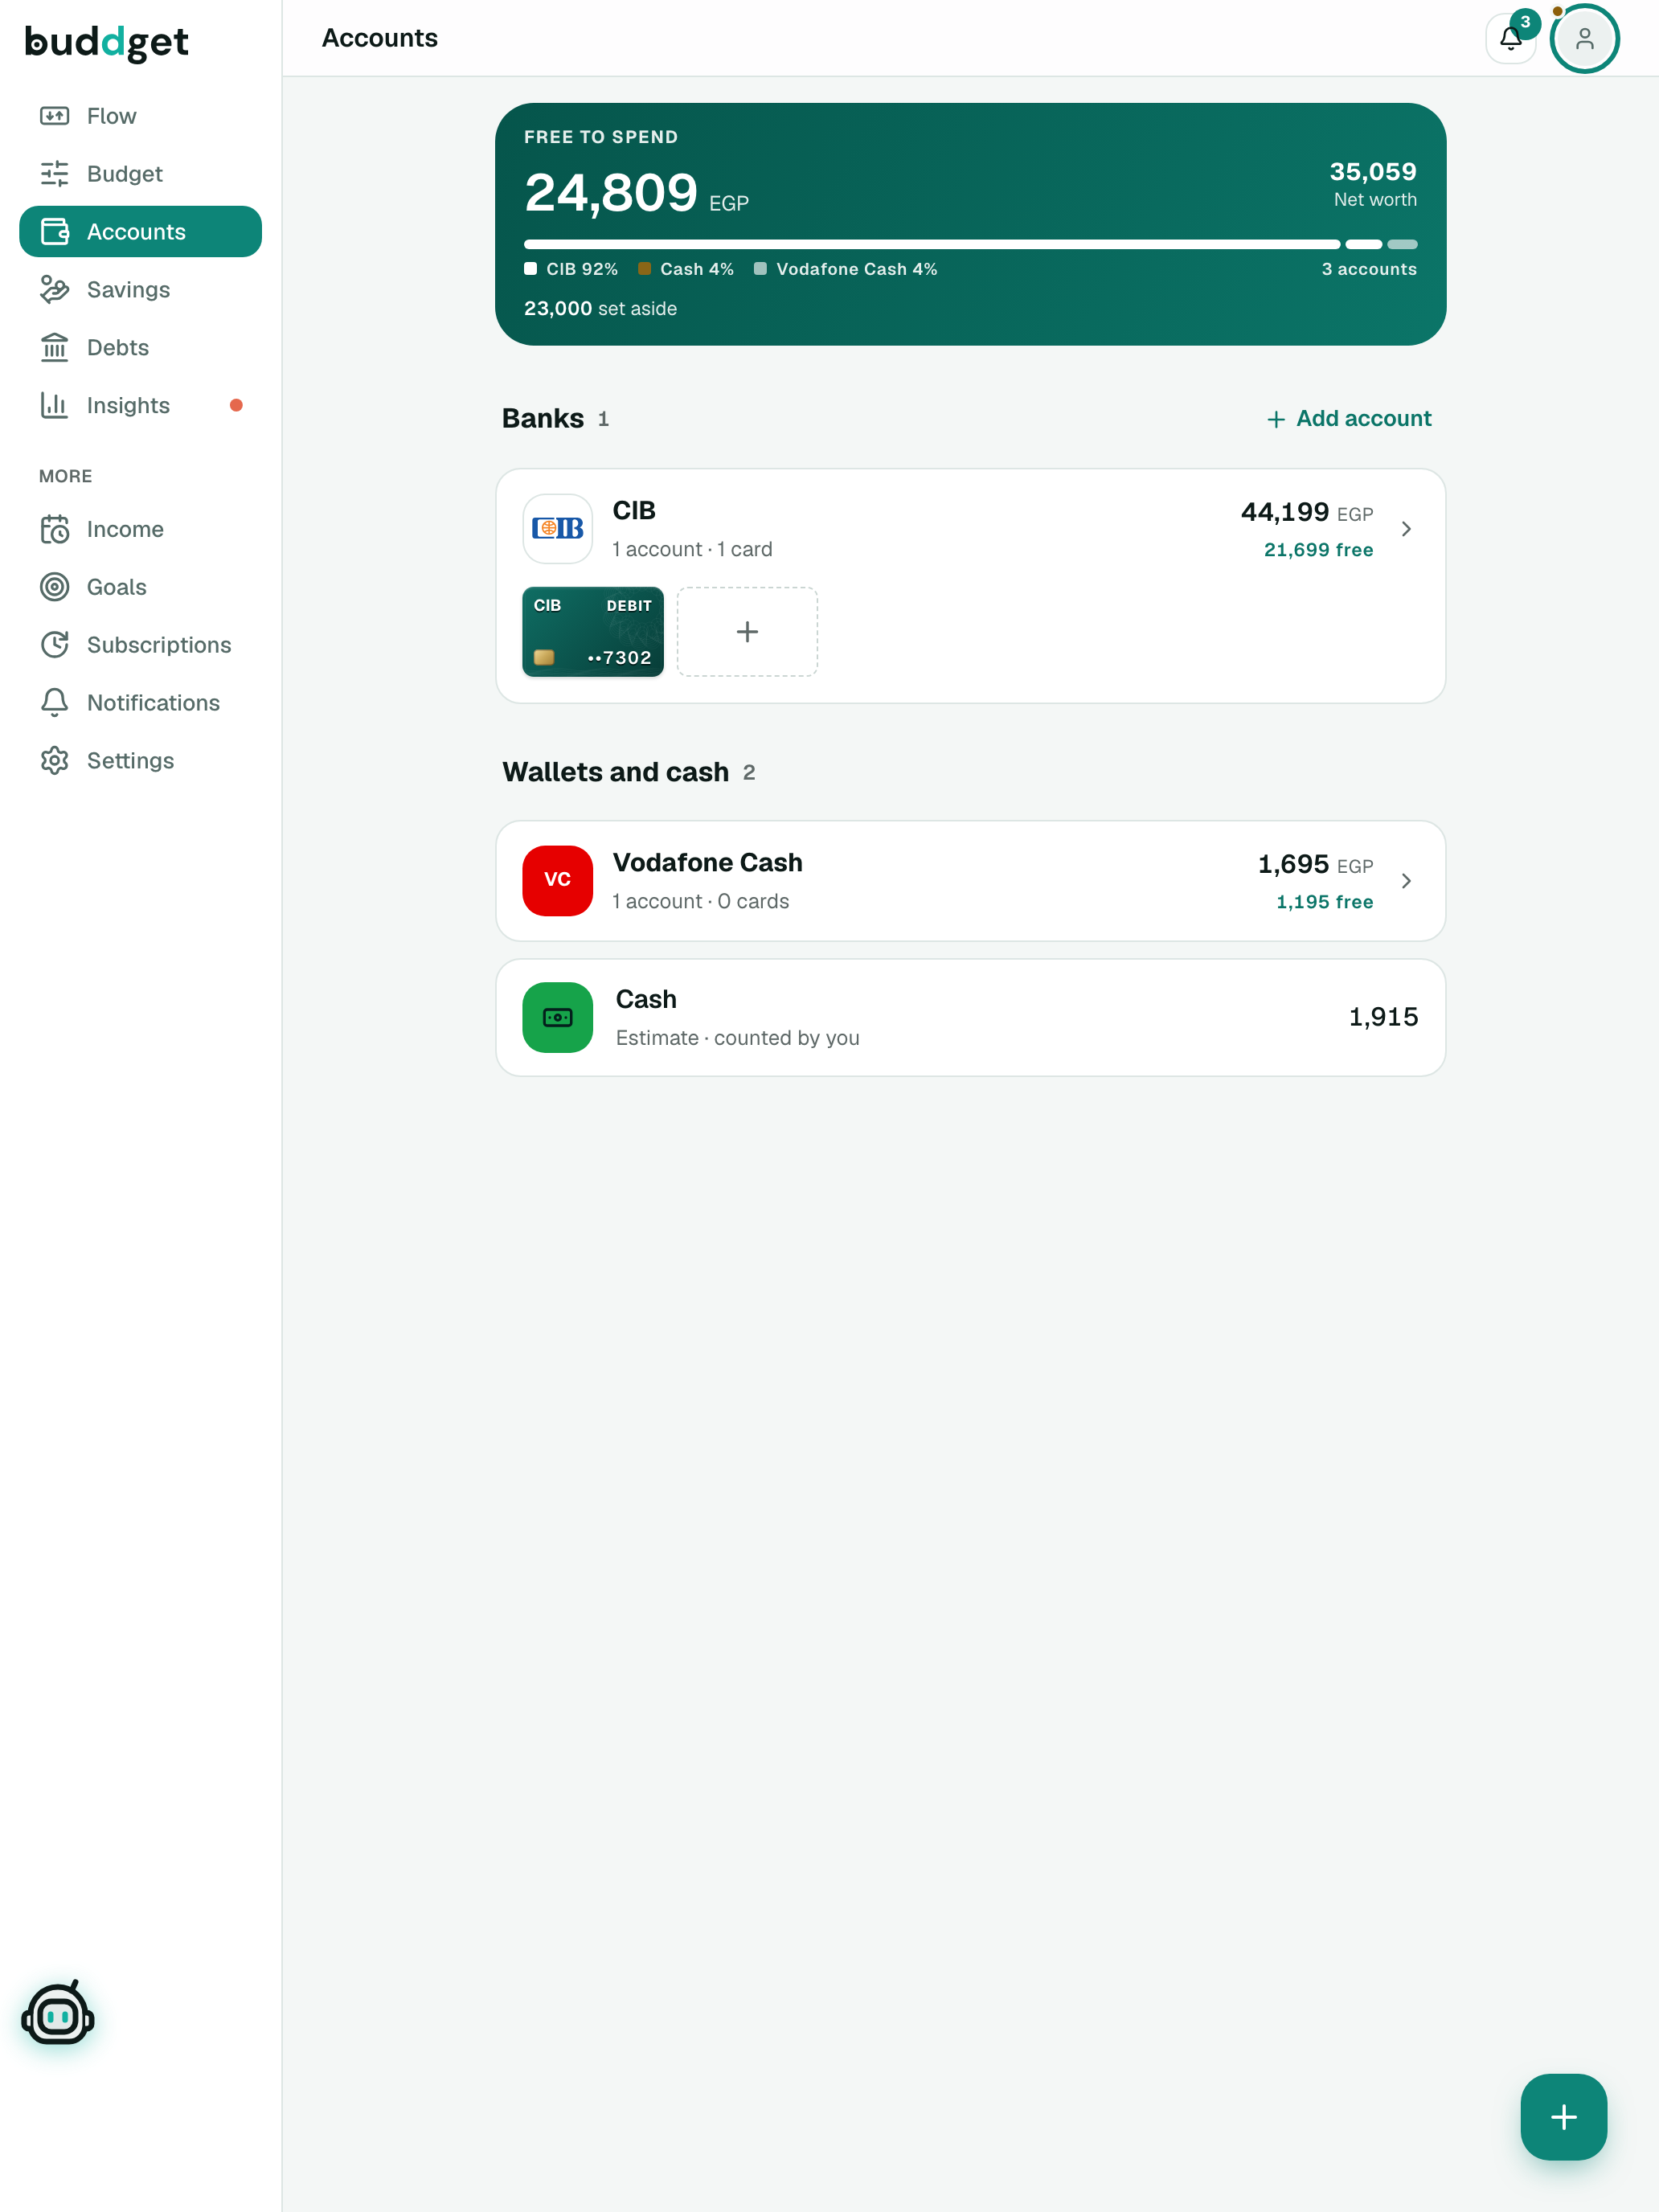 buddget
Accounts
3
Flow
Budget
Accounts
Savings
Debts
Insights
MORE
Income
Goals
Subscriptions
Notifications
Settings
FREE TO SPEND
24,809 EGP
35,059
Net worth
CIB 92% Cash 4% Vodafone Cash 4% 3 accounts
23,000 set aside
Banks 1
+ Add account
CIB
CIB
1 account · 1 card
44,199 EGP
21,699 free
CIB DEBIT
••7302
+
Wallets and cash 2
VC
Vodafone Cash
1 account · 0 cards
1,695 EGP
1,195 free
Cash
Estimate · counted by you
1,915
+